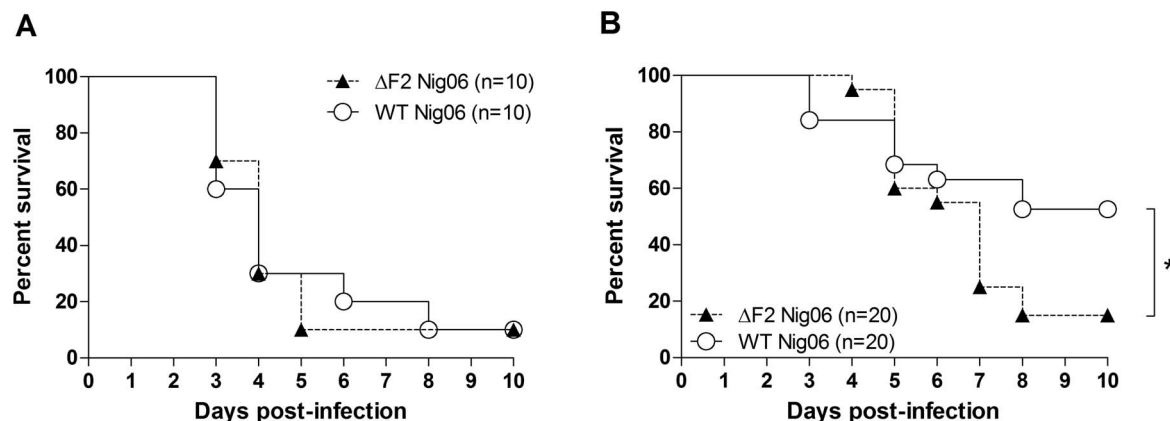 A
ΔF2 Nig06 (n=10)
WT Nig06 (n=10)
Percent survival
100
80
60
40
20
0
0 1 2 3 4 5 6 7 8 9 10
Days post-infection
B
Percent survival
100
80
60
40
20
0
ΔF2 Nig06 (n=20)
WT Nig06 (n=20)
*
0 1 2 3 4 5 6 7 8 9 10
Days post-infection